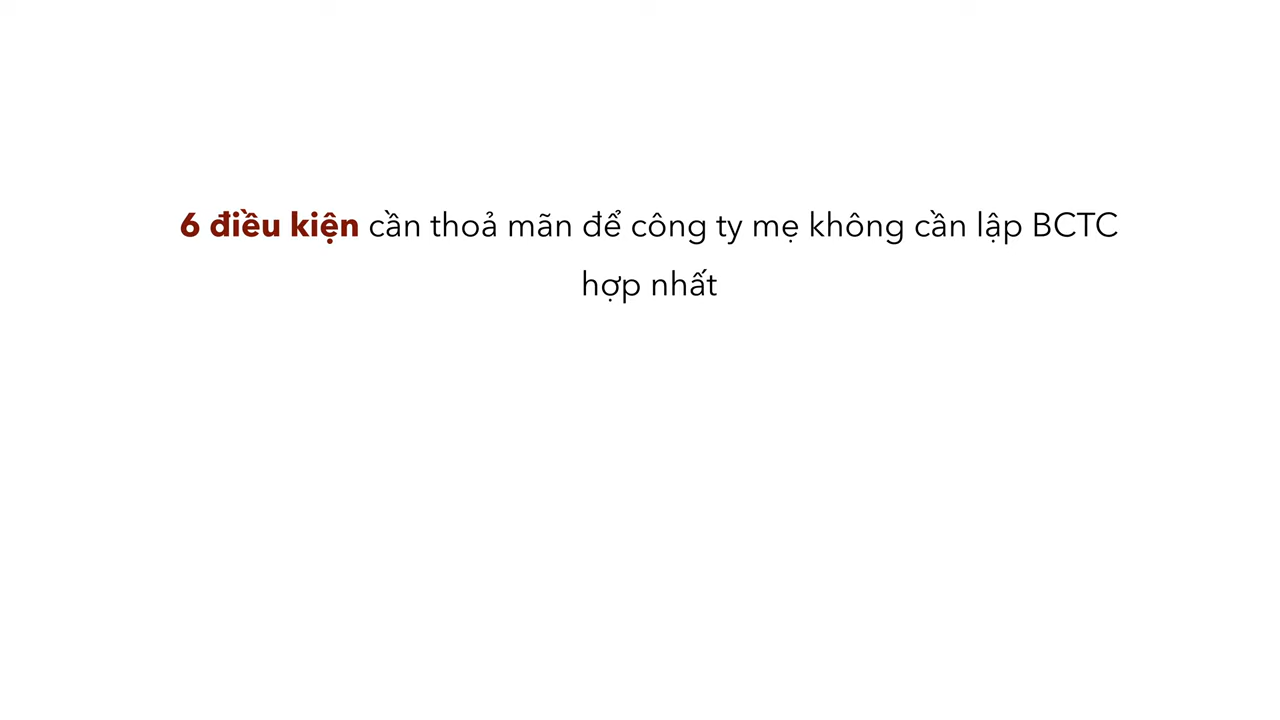 6 điều kiện cần thoả mãn để công ty mẹ không cần lập BCTC
hợp nhất